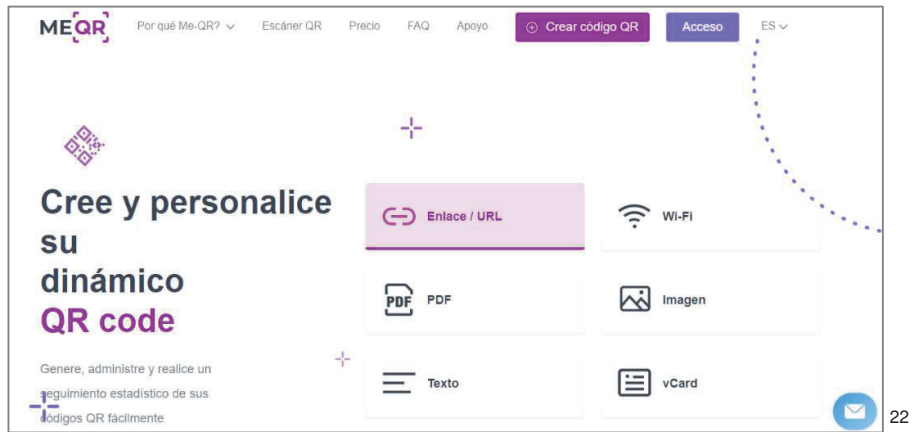 MEQR Por qué Me-QR? Escáner QR Precio FAQ Apoyo Crear código QR Acceso ES
Cree y personalice
su
dinámico
QR code
Genere, administre y realice un
seguimiento estadístico de sus
códigos QR fácilmente
Enlace / URL
Wi-Fi
PDF PDF
Imagen
Texto
vCard
22